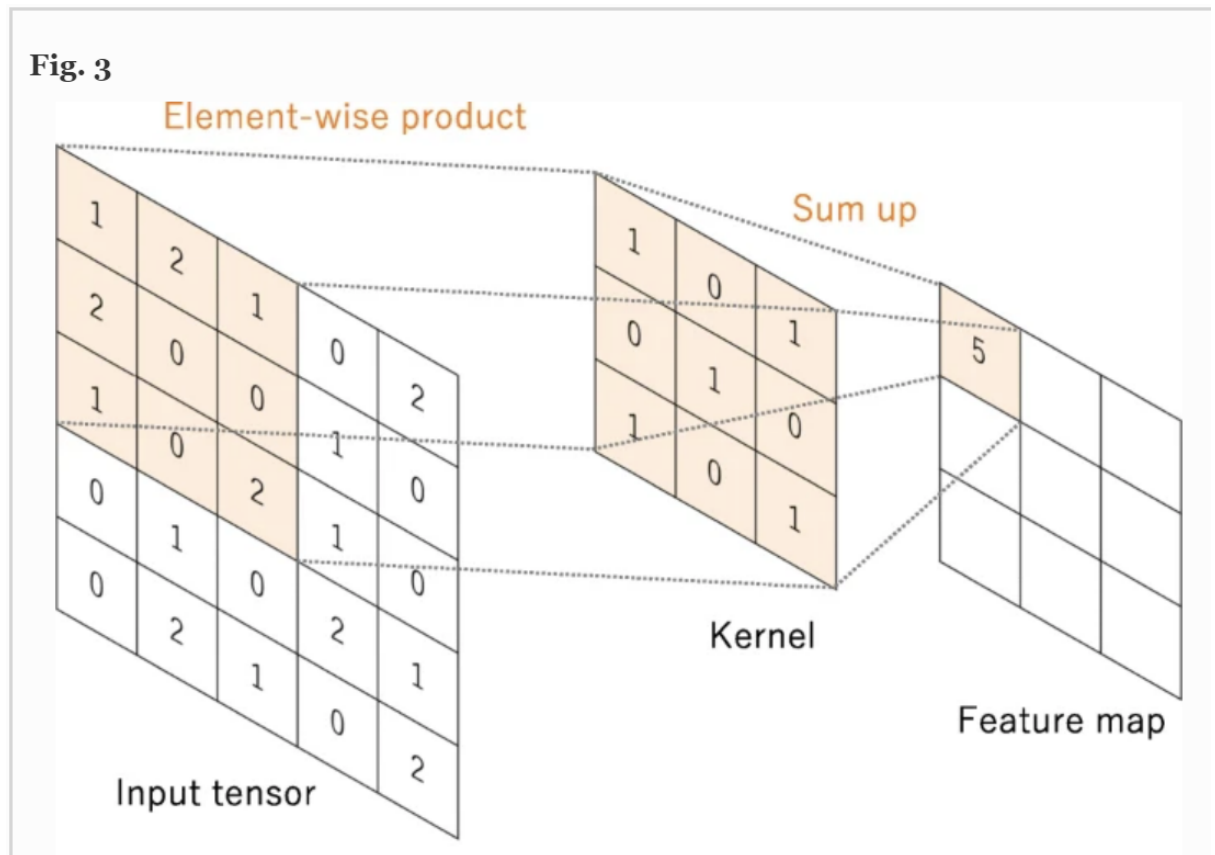 Fig. 3
Element-wise product
Sum up
1 2 1 0 2
2 0 0 1 0
1 0 2 1 0
0 1 0 2 1
0 2 1 0 2
1 0 1
0 1 0
1 0 1
5
Input tensor
Kernel
Feature map